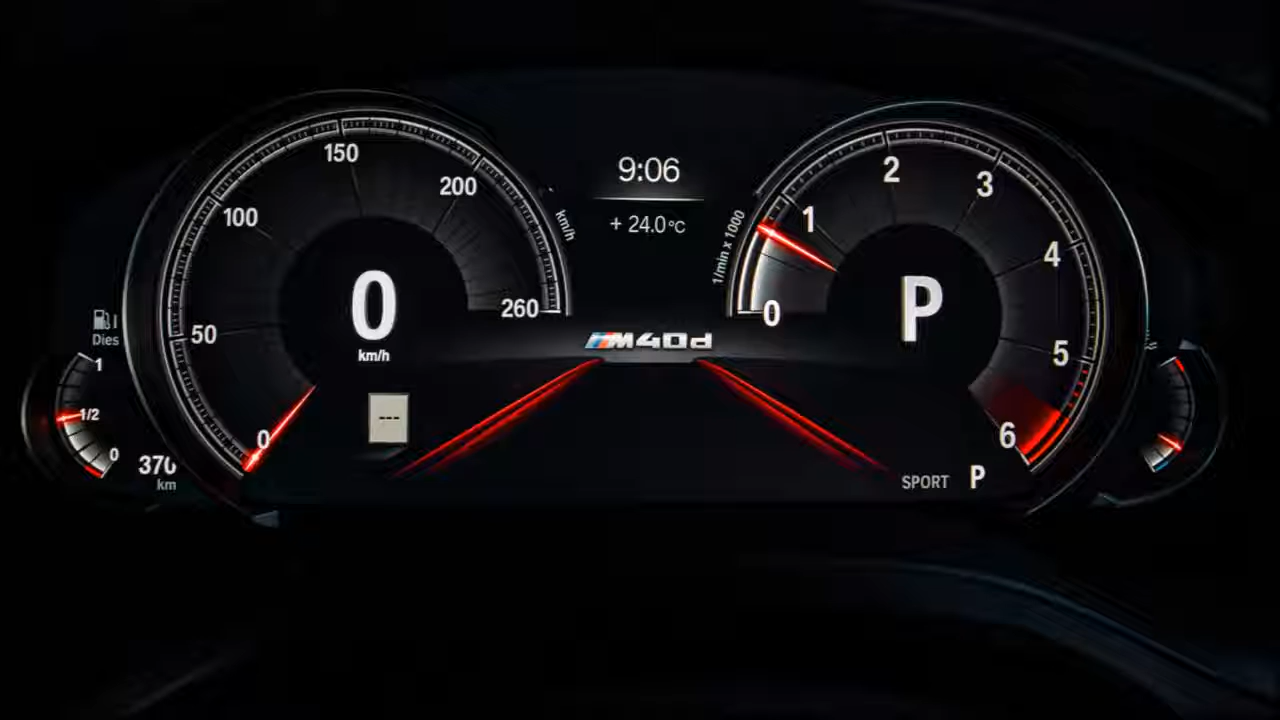 9:06
+ 24.0°C
150
200
100
50
0
260
km/h
0
km/h
---
1/min x 1000
0
1
2
3
4
5
6
P
M40d
Dies
1
1/2
0
370
km
SPORT P